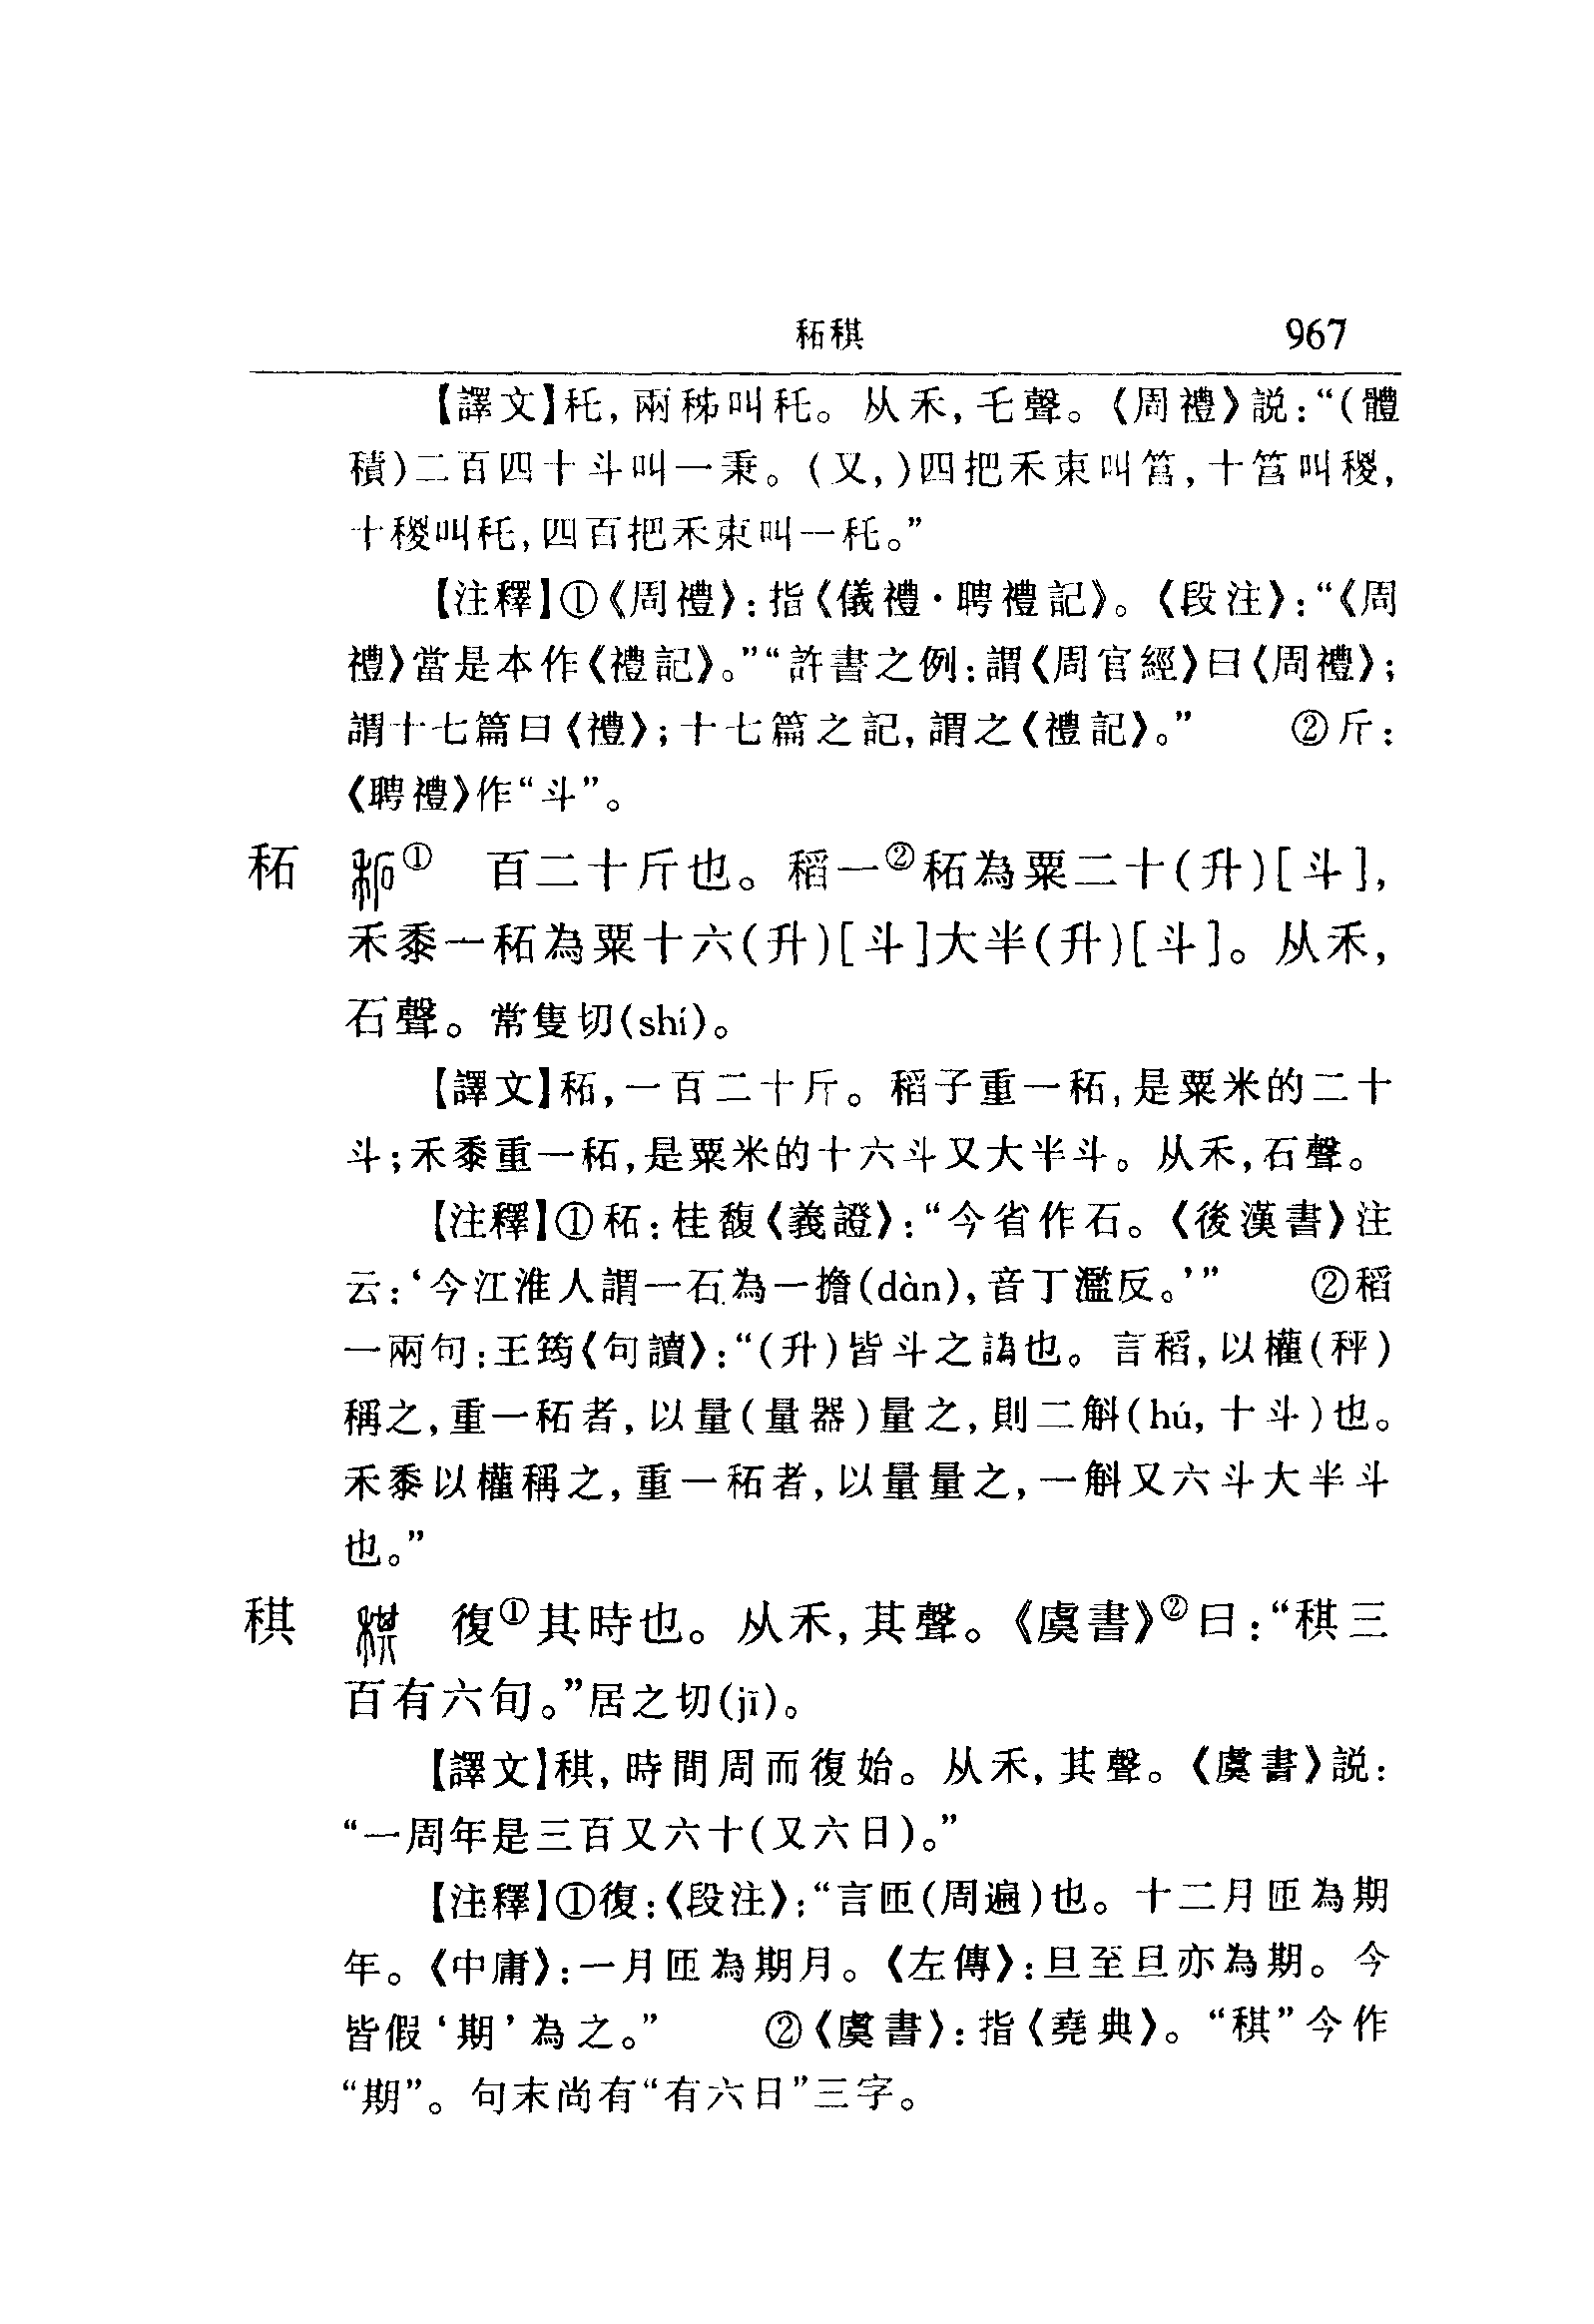 䄷稘 967
【譯文】秅，兩秭叫秅。从禾，乇聲。《周禮》説：“（體
積）二百四十斗叫一秉。（又，）四把禾束叫筥，十筥叫稯，
十稯叫秅，四百把禾束叫一秅。”
【注釋】①《周禮》：指《儀禮·聘禮記》。《段注》：“《周
禮》當是本作《禮記》。”“許書之例：謂《周官經》曰《周禮》；
謂十七篇曰《禮》；十七篇之記，謂之《禮記》。” ②斤：
《聘禮》作“斗”。
䄷 ① 百二十斤也。稻一②䄷為粟二十（升）［斗］，
禾黍一䄷為粟十六（升）［斗］大半（升）［斗］。从禾，
石聲。常隻切（shí）。
【譯文】䄷，一百二十斤。稻子重一䄷，是粟米的二十
斗；禾黍重一䄷，是粟米的十六斗又大半斗。从禾，石聲。
【注釋】①䄷：桂馥《義證》：“今省作石。《後漢書》注
云：‘今江淮人謂一石為一擔（dàn），音丁濫反。’” ②稻
一兩句：王筠《句讀》：“（升）皆斗之譌也。言稻，以權（秤）
稱之，重一䄷者，以量（量器）量之，則二斛（hú，十斗）也。
禾黍以權稱之，重一䄷者，以量量之，一斛又六斗大半斗
也。”
稘 復①其時也。从禾，其聲。《虞書》②曰：“稘三
百有六旬。”居之切（jī）。
【譯文】稘，時間周而復始。从禾，其聲。《虞書》説：
“一周年是三百又六十（又六日）。”
【注釋】①復：《段注》：“言匝（周遍）也。十二月匝為期
年。《中庸》：一月匝為期月。《左傳》：旦至旦亦為期。今
皆假‘期’為之。” ②《虞書》：指《堯典》。“稘”今作
“期”。句末尚有“有六日”三字。